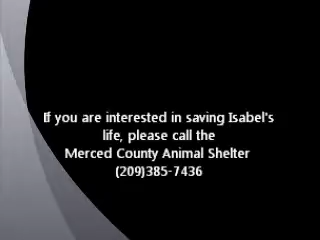 If you are interested in saving Isabel's
life, please call the
Merced County Animal Shelter
(209)385-7436